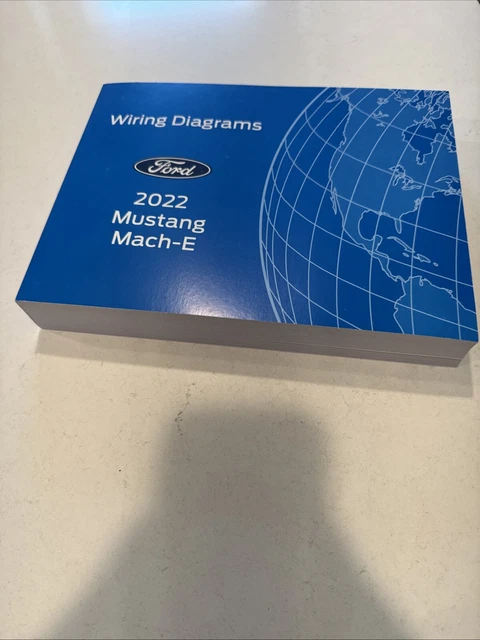 Wiring Diagrams
Ford
2022
Mustang
Mach-E